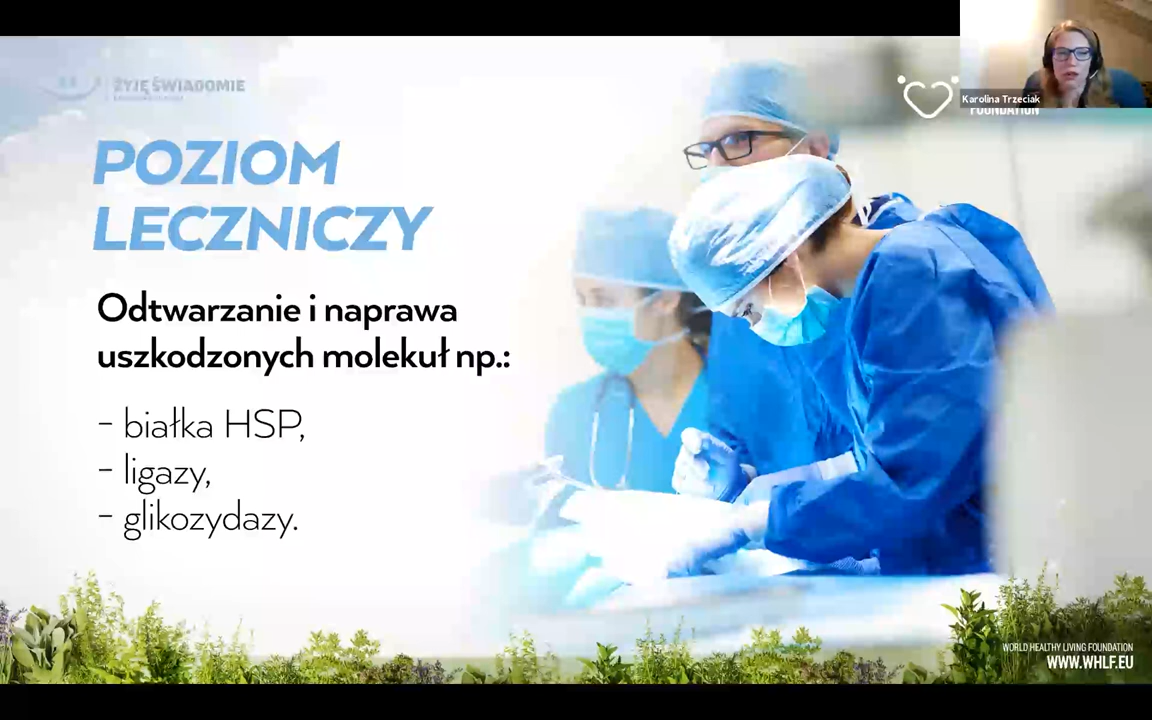 ŻYJĘ ŚWIADOMIE
POZIOM
LECZNICZY
Odtwarzanie i naprawa
uszkodzonych molekuł np.:
- białka HSP,
- ligazy,
- glikozydazy.
Karolina Trzeciak
FOUNDATION
WORLD HEALTHY LIVING FOUNDATION
WWW.WHLF.EU